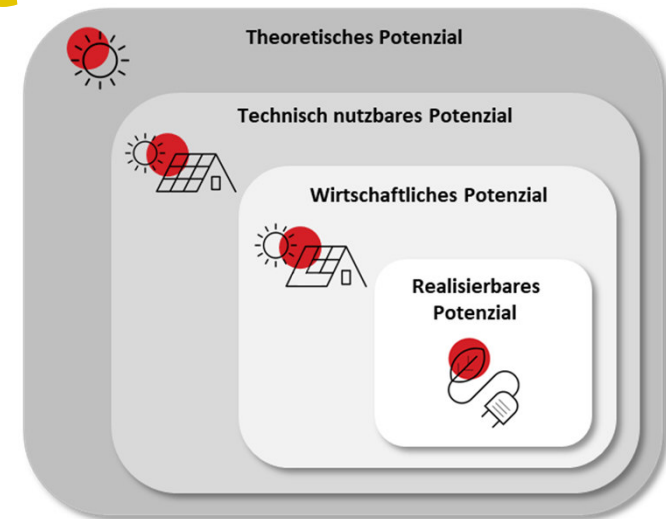 Theoretisches Potenzial
Technisch nutzbares Potenzial
Wirtschaftliches Potenzial
Realisierbares
Potenzial